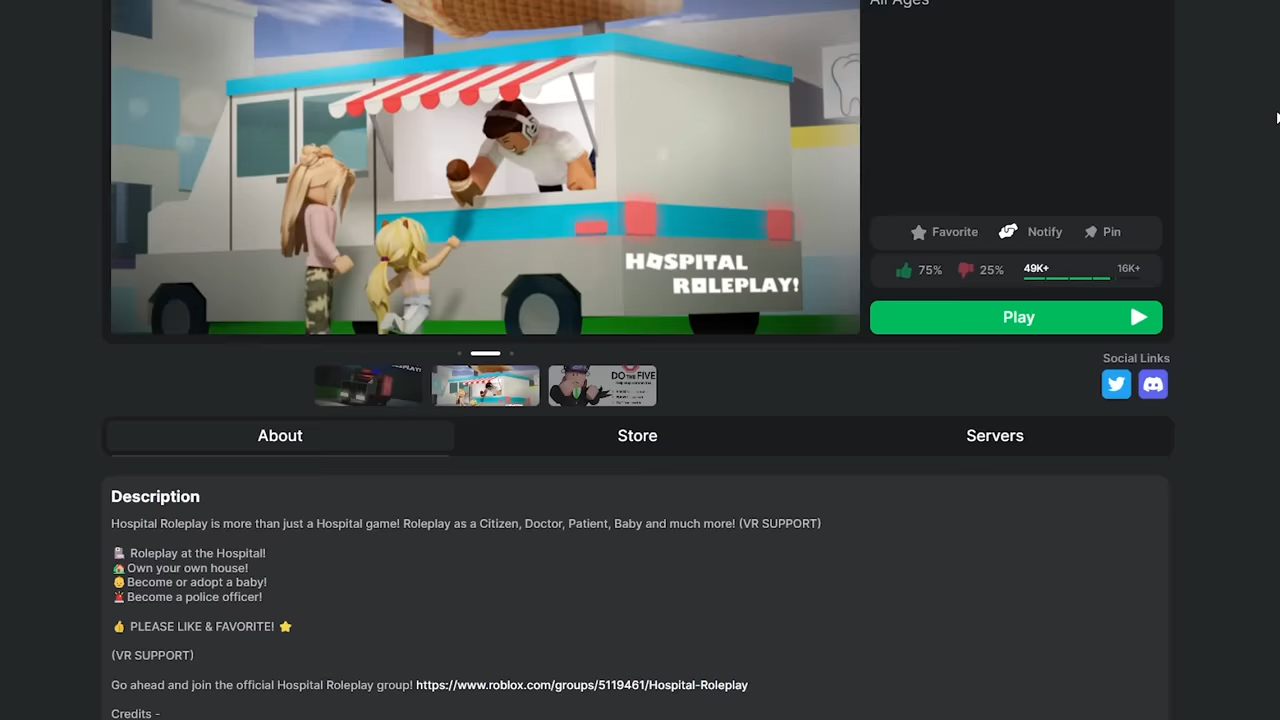 All Ages
HOSPITAL
ROLEPLAY!
Favorite Notify Pin
75% 25% 49K+ 16K+
Play
Social Links
DO THE FIVE
About Store Servers
Description
Hospital Roleplay is more than just a Hospital game! Roleplay as a Citizen, Doctor, Patient, Baby and much more! (VR SUPPORT)
Roleplay at the Hospital!
Own your own house!
Become or adopt a baby!
Become a police officer!
PLEASE LIKE & FAVORITE!
(VR SUPPORT)
Go ahead and join the official Hospital Roleplay group! https://www.roblox.com/groups/5119461/Hospital-Roleplay
Credits -